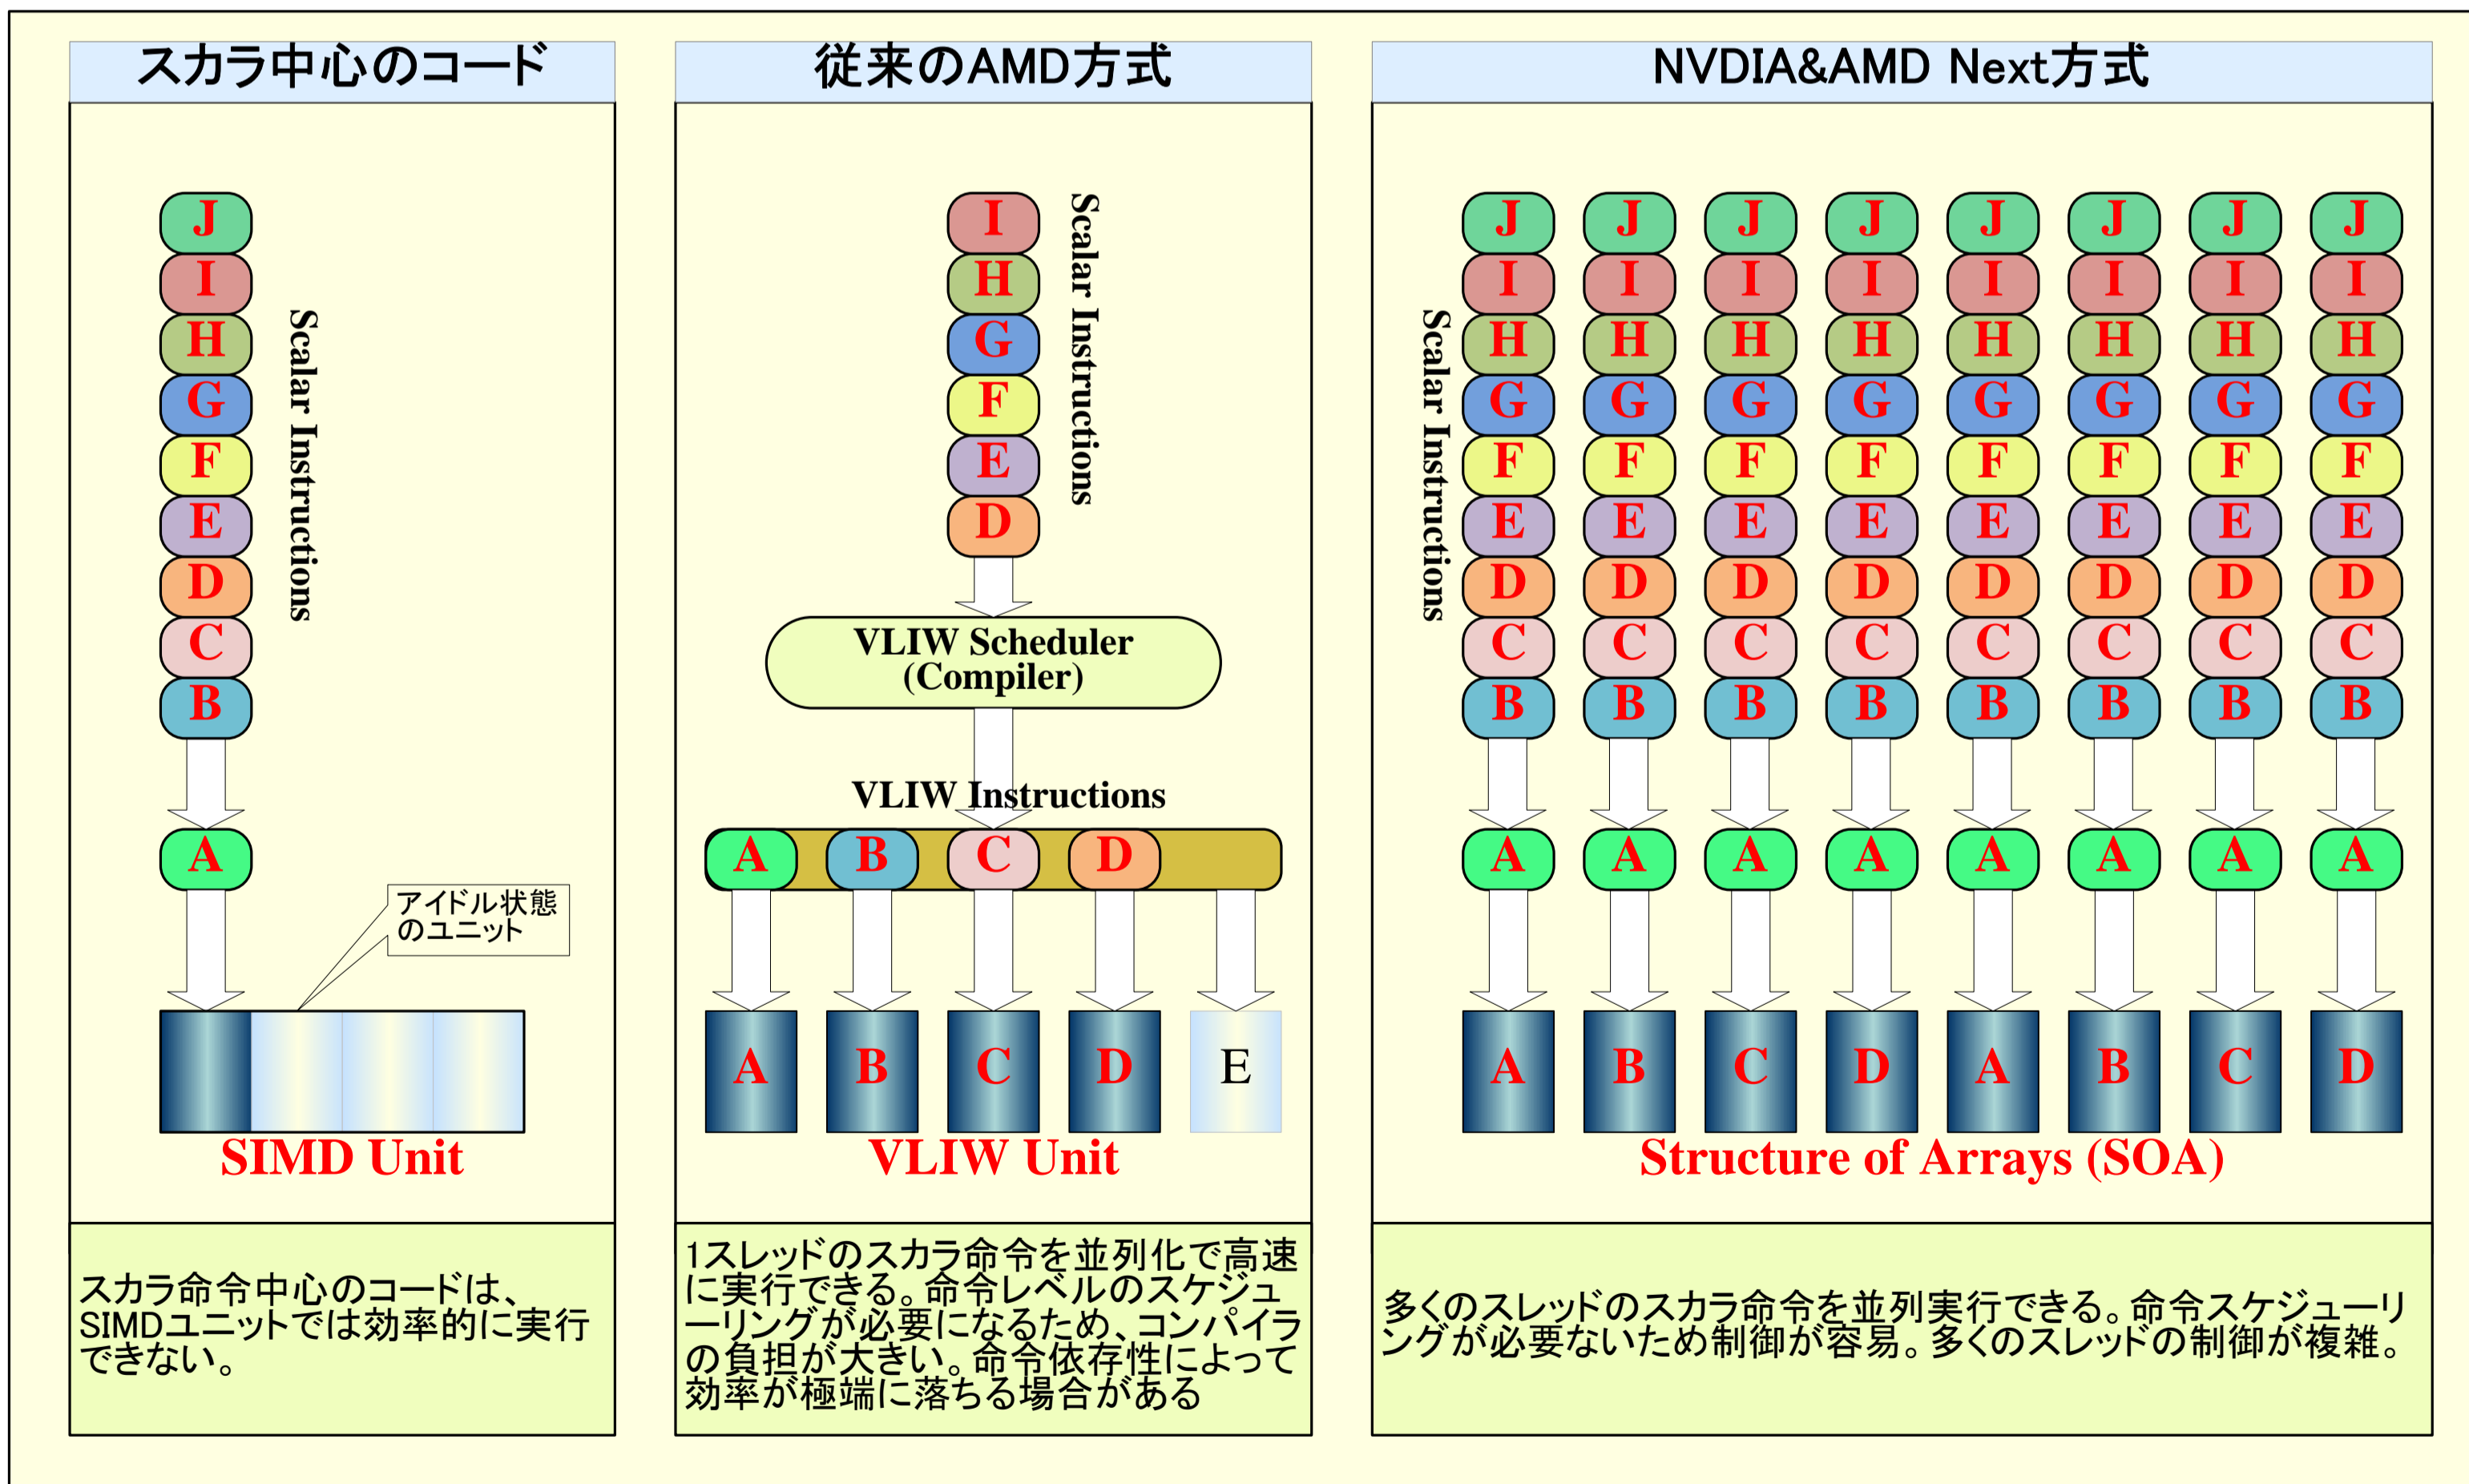 スカラ中心のコード
J
I
H
G
F
E
D
C
B
Scalar Instructions
A
アイドル状態
のユニット
SIMD Unit
スカラ命令中心のコードは、
SIMDユニットでは効率的に実行
できない。
従来のAMD方式
I
H
G
F
E
D
Scalar Instructions
VLIW Scheduler
(Compiler)
VLIW Instructions
A B C D
A B C D E
VLIW Unit
1スレッドのスカラ命令を並列化で高速
に実行できる。命令レベルのスケジュ
ーリングが必要になるため、コンパイラ
の負担が大きい。命令依存性によって
効率が極端に落ちる場合がある
NVDIA&AMD Next方式
Scalar Instructions
J J J J J J J J
I I I I I I I I
H H H H H H H H
G G G G G G G G
F F F F F F F F
E E E E E E E E
D D D D D D D D
C C C C C C C C
B B B B B B B B
A A A A A A A A
A B C D A B C D
Structure of Arrays (SOA)
多くのスレッドのスカラ命令を並列実行できる。命令スケジューリ
ングが必要ないため制御が容易。多くのスレッドの制御が複雑。